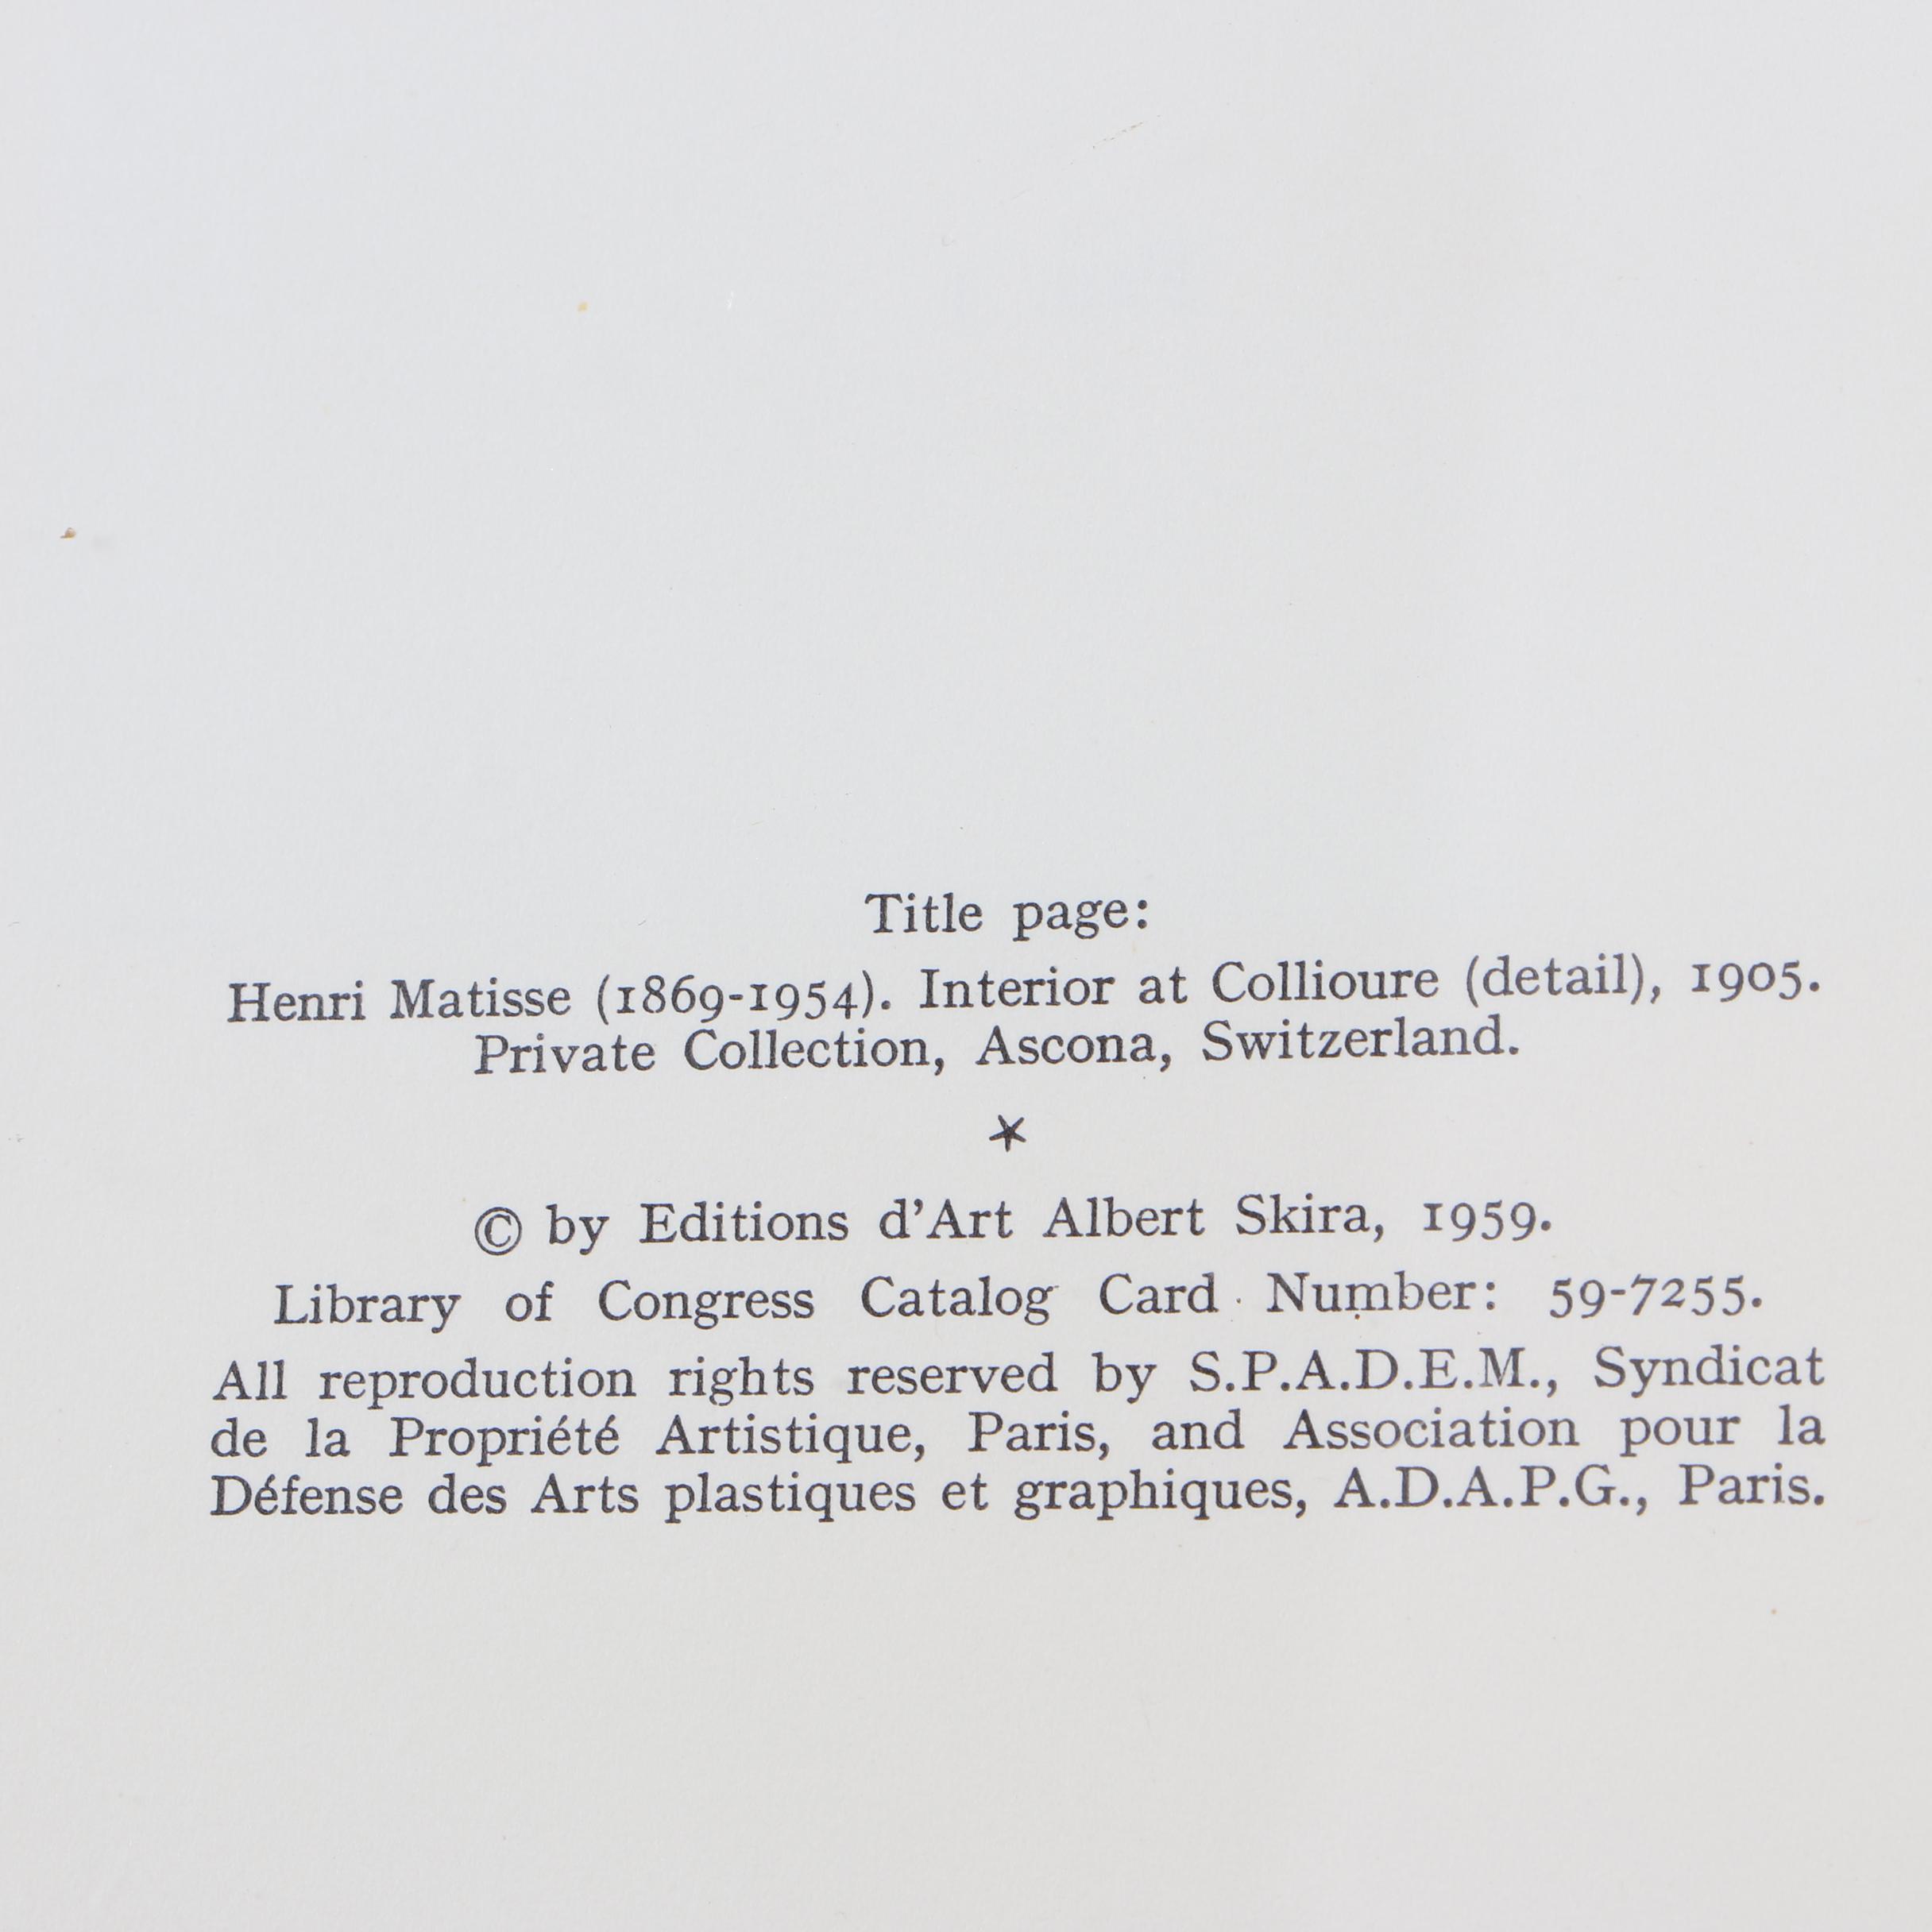 Title page:
Henri Matisse (1869-1954). Interior at Collioure (detail), 1905.
Private Collection, Ascona, Switzerland.
*
© by Editions d'Art Albert Skira, 1959.
Library of Congress Catalog Card Number: 59-7255.
All reproduction rights reserved by S.P.A.D.E.M., Syndicat
de la Propriété Artistique, Paris, and Association pour la
Défense des Arts plastiques et graphiques, A.D.A.P.G., Paris.